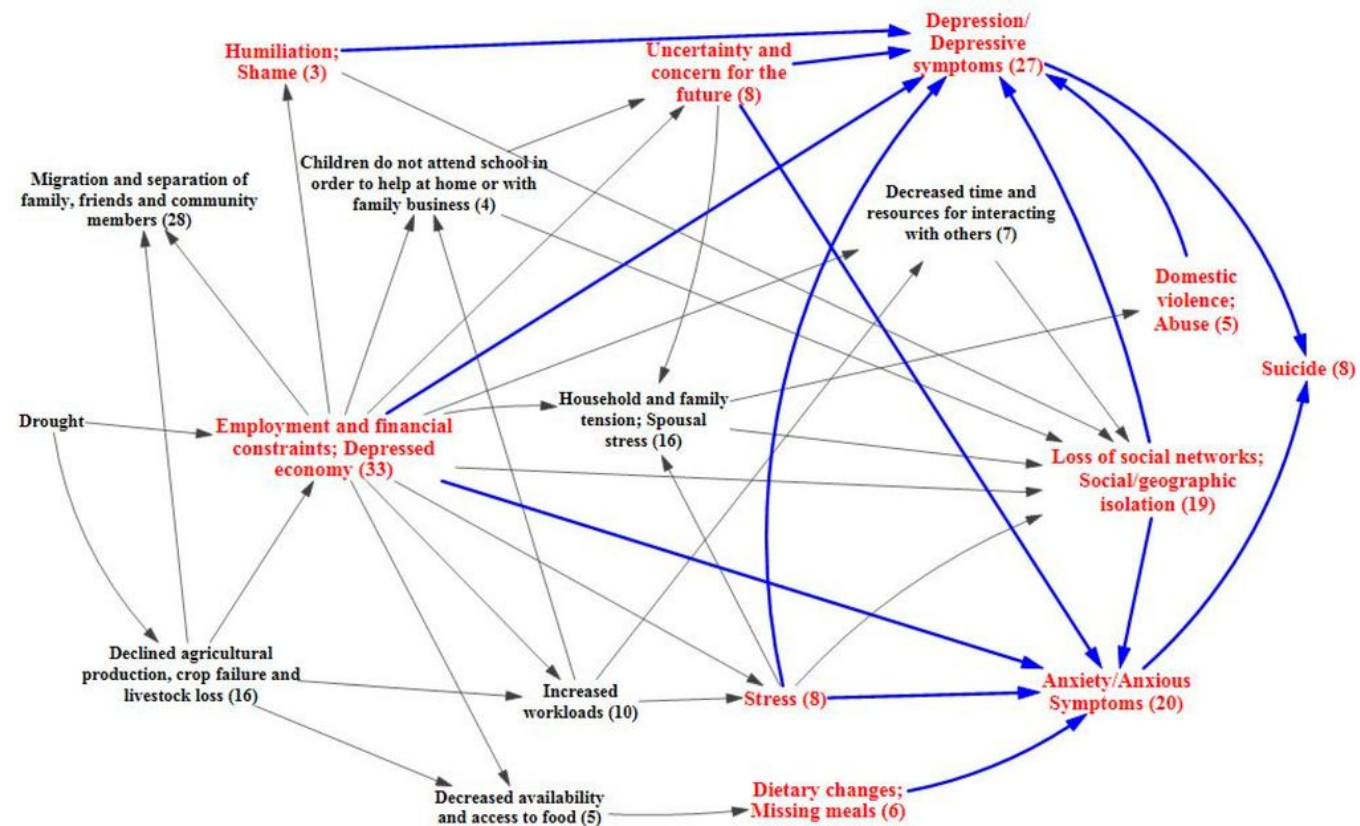 Humiliation;
Shame (3)
Uncertainty and
concern for the
future (8)
Depression/
Depressive
symptoms (27)
Migration and separation of
family, friends and community
members (28)
Children do not attend school in
order to help at home or with
family business (4)
Decreased time and
resources for interacting
with others (7)
Domestic
violence;
Abuse (5)
Suicide (8)
Drought
Employment and financial
constraints; Depressed
economy (33)
Household and family
tension; Spousal
stress (16)
Loss of social networks;
Social/geographic
isolation (19)
Declined agricultural
production, crop failure and
livestock loss (16)
Increased
workloads (10)
Stress (8)
Anxiety/Anxious
Symptoms (20)
Decreased availability
and access to food (5)
Dietary changes;
Missing meals (6)